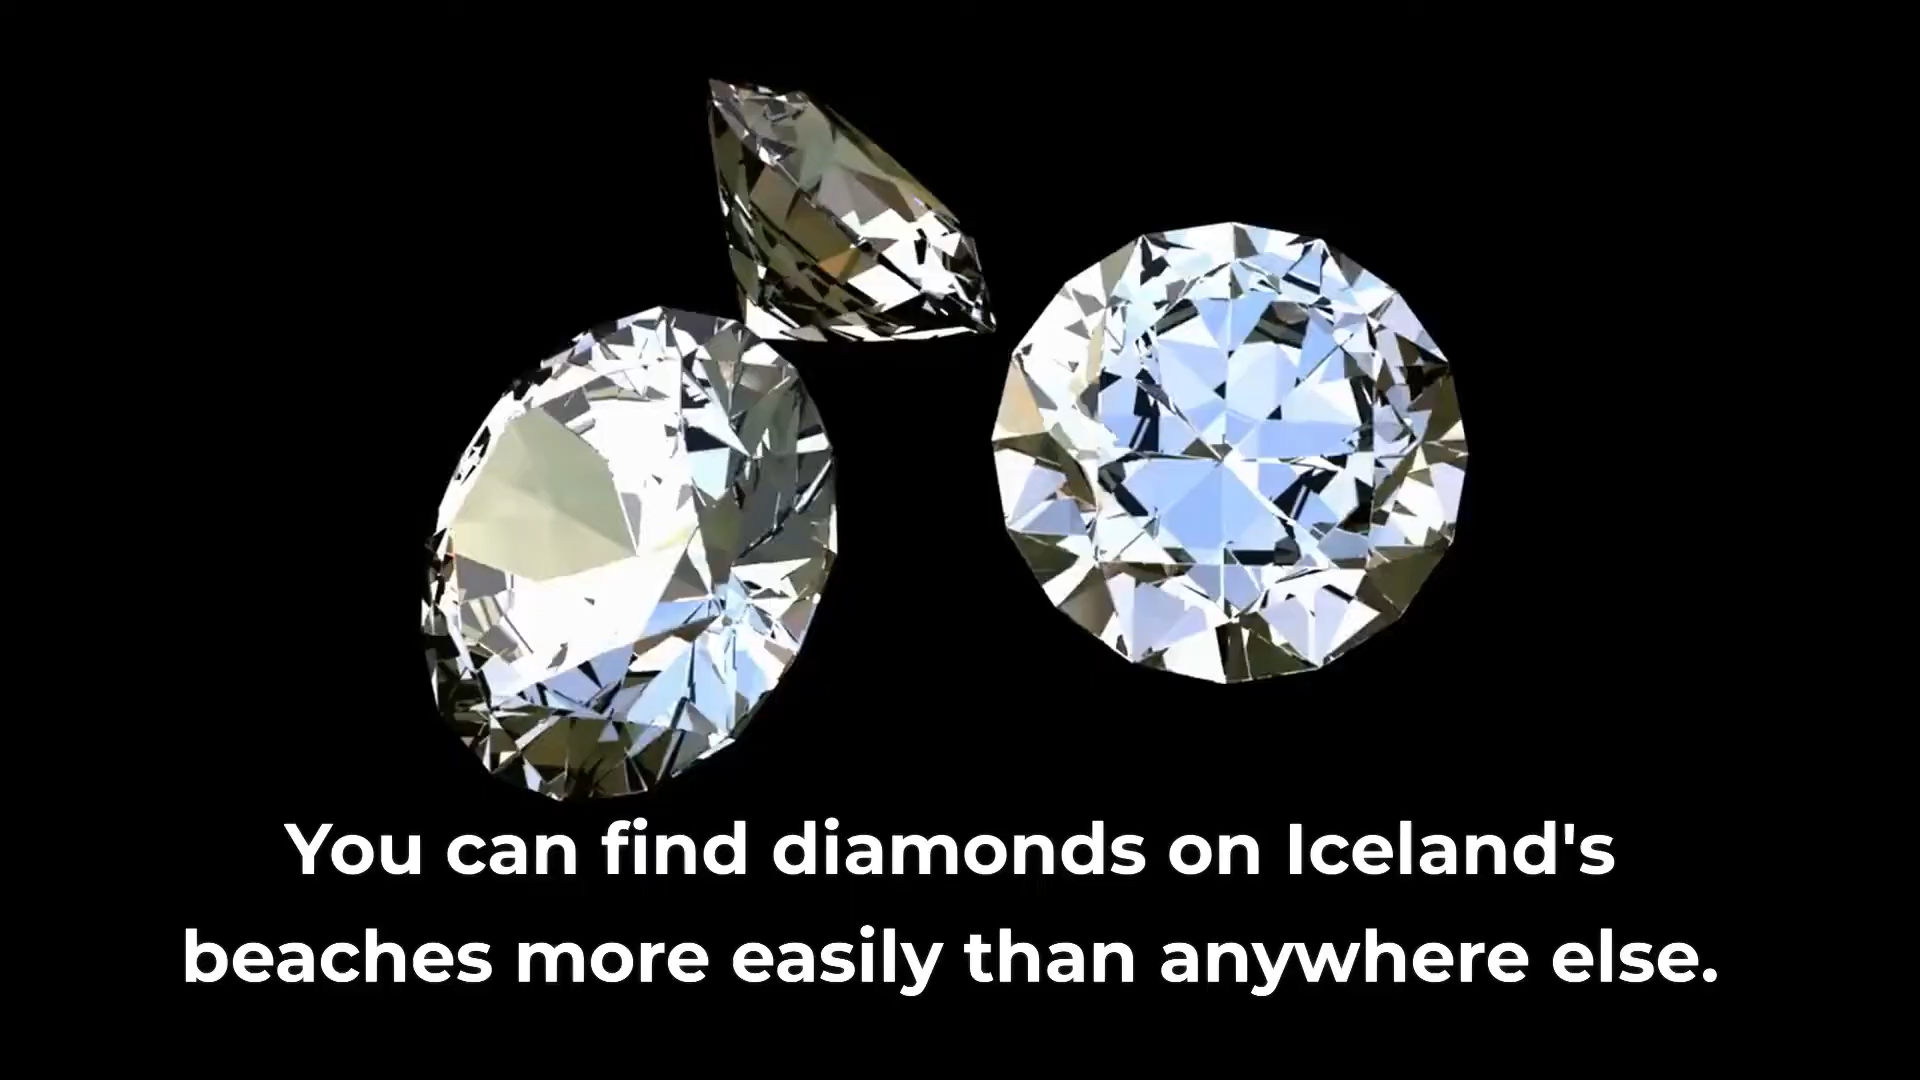 You can find diamonds on Iceland's
beaches more easily than anywhere else.